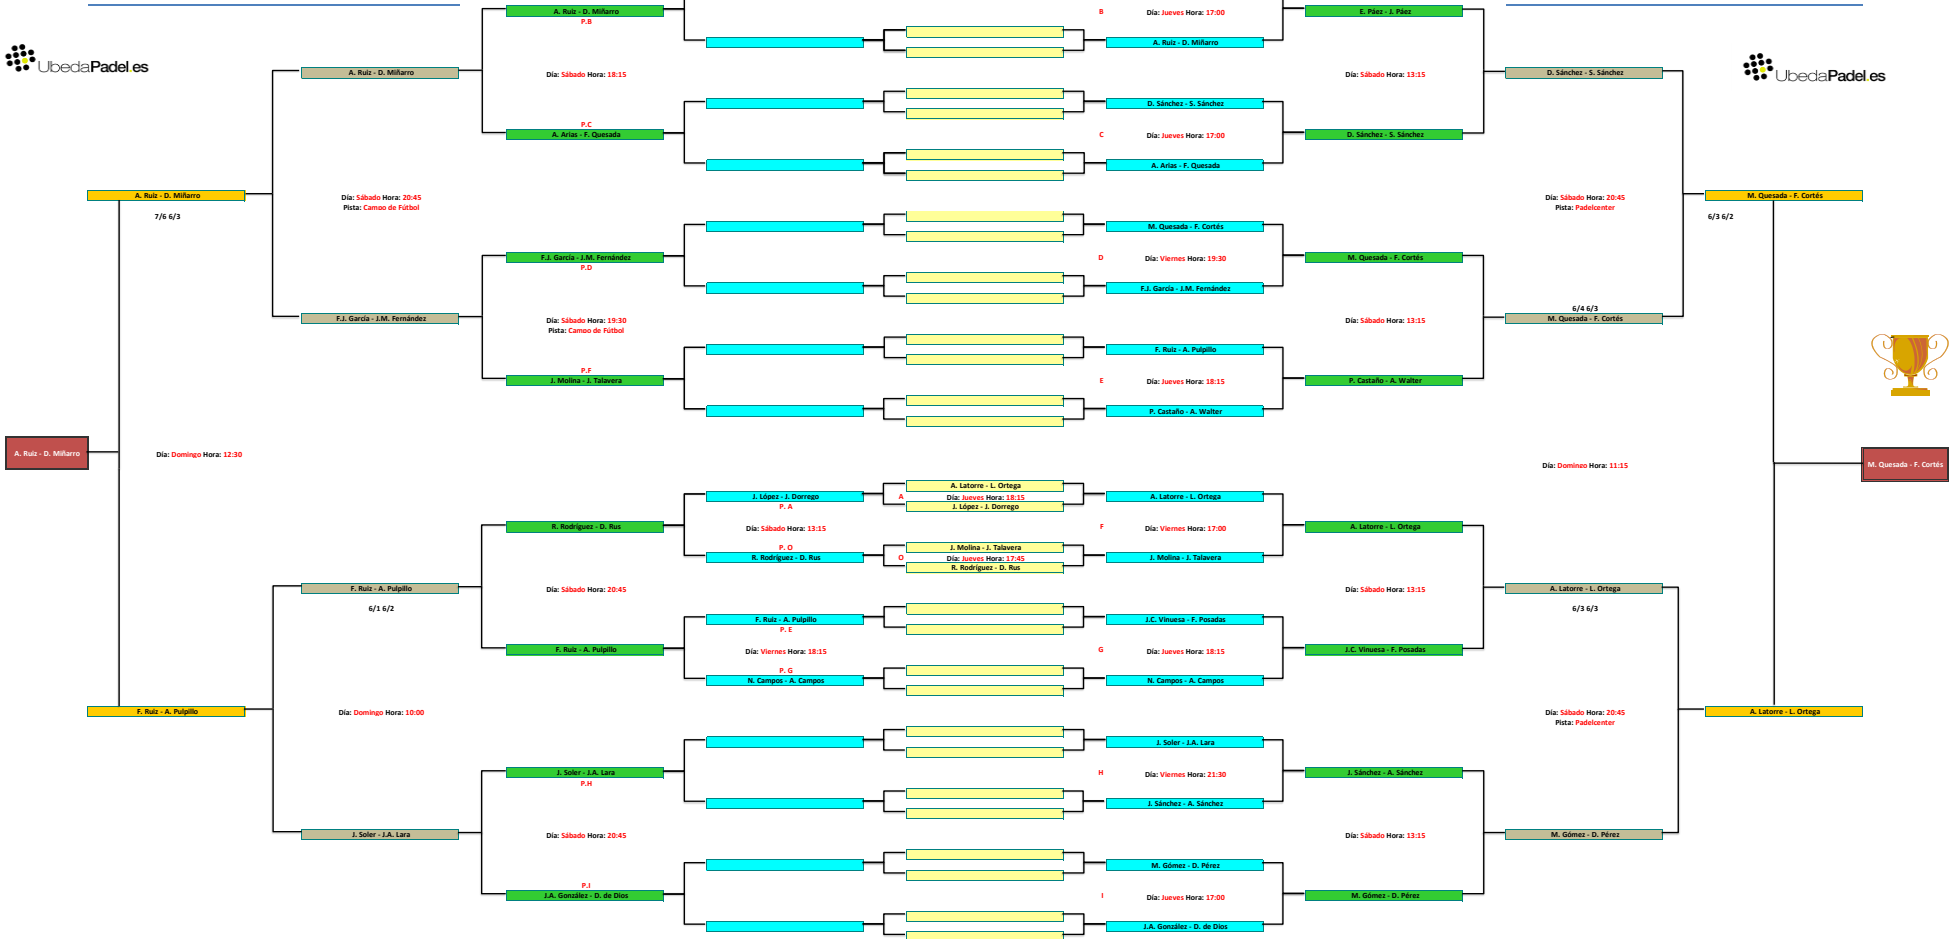 A. Ruiz - D. Miñarro
P.B
B
Día: Jueves Hora: 17:00
E. Páez - J. Páez
A. Ruiz - D. Miñarro
UbedaPadel.es
A. Ruiz - D. Miñarro
Día: Sábado Hora: 18:15
Día: Sábado Hora: 13:15
D. Sánchez - S. Sánchez
UbedaPadel.es
D. Sánchez - S. Sánchez
P.C
A. Arias - F. Quesada
C
Día: Jueves Hora: 17:00
D. Sánchez - S. Sánchez
A. Arias - F. Quesada
A. Ruiz - D. Miñarro
7/6 6/3
Día: Sábado Hora: 20:45
Pista: Campo de Fútbol
Día: Sábado Hora: 20:45
Pista: Padelcenter
M. Quesada - F. Cortés
6/3 6/2
M. Quesada - F. Cortés
F.J. García - J.M. Fernández
P.D
D
Día: Viernes Hora: 19:30
M. Quesada - F. Cortés
F.J. García - J.M. Fernández
F.J. García - J.M. Fernández
Día: Sábado Hora: 19:30
Pista: Campo de Fútbol
Día: Sábado Hora: 13:15
6/4 6/3
M. Quesada - F. Cortés
F. Ruiz - A. Pulpillo
P.F
J. Molina - J. Talavera
E
Día: Jueves Hora: 18:15
P. Castaño - A. Walter
P. Castaño - A. Walter
A. Ruiz - D. Miñarro
Día: Domingo Hora: 12:30
Día: Domingo Hora: 11:15
M. Quesada - F. Cortés
A. Latorre - L. Ortega
J. López - J. Dorrego
A
Día: Jueves Hora: 18:15
A. Latorre - L. Ortega
P. A
J. López - J. Dorrego
R. Rodríguez - D. Rus
Día: Sábado Hora: 13:15
F
Día: Viernes Hora: 17:00
A. Latorre - L. Ortega
P. O
J. Molina - J. Talavera
R. Rodríguez - D. Rus
O
Día: Jueves Hora: 17:45
J. Molina - J. Talavera
R. Rodríguez - D. Rus
F. Ruiz - A. Pulpillo
6/1 6/2
Día: Sábado Hora: 20:45
Día: Sábado Hora: 13:15
A. Latorre - L. Ortega
6/3 6/3
F. Ruiz - A. Pulpillo
P. E
J.C. Vinuesa - F. Posadas
F. Ruiz - A. Pulpillo
Día: Viernes Hora: 18:15
G
Día: Jueves Hora: 18:15
J.C. Vinuesa - F. Posadas
P. G
N. Campos - A. Campos
N. Campos - A. Campos
F. Ruiz - A. Pulpillo
Día: Domingo Hora: 10:00
Día: Sábado Hora: 20:45
Pista: Padelcenter
A. Latorre - L. Ortega
J. Soler - J.A. Lara
J. Soler - J.A. Lara
P.H
H
Día: Viernes Hora: 21:30
J. Sánchez - A. Sánchez
J. Sánchez - A. Sánchez
J. Soler - J.A. Lara
Día: Sábado Hora: 20:45
Día: Sábado Hora: 13:15
M. Gómez - D. Pérez
M. Gómez - D. Pérez
P.I
J.A. González - D. de Dios
I
Día: Jueves Hora: 17:00
M. Gómez - D. Pérez
J.A. González - D. de Dios